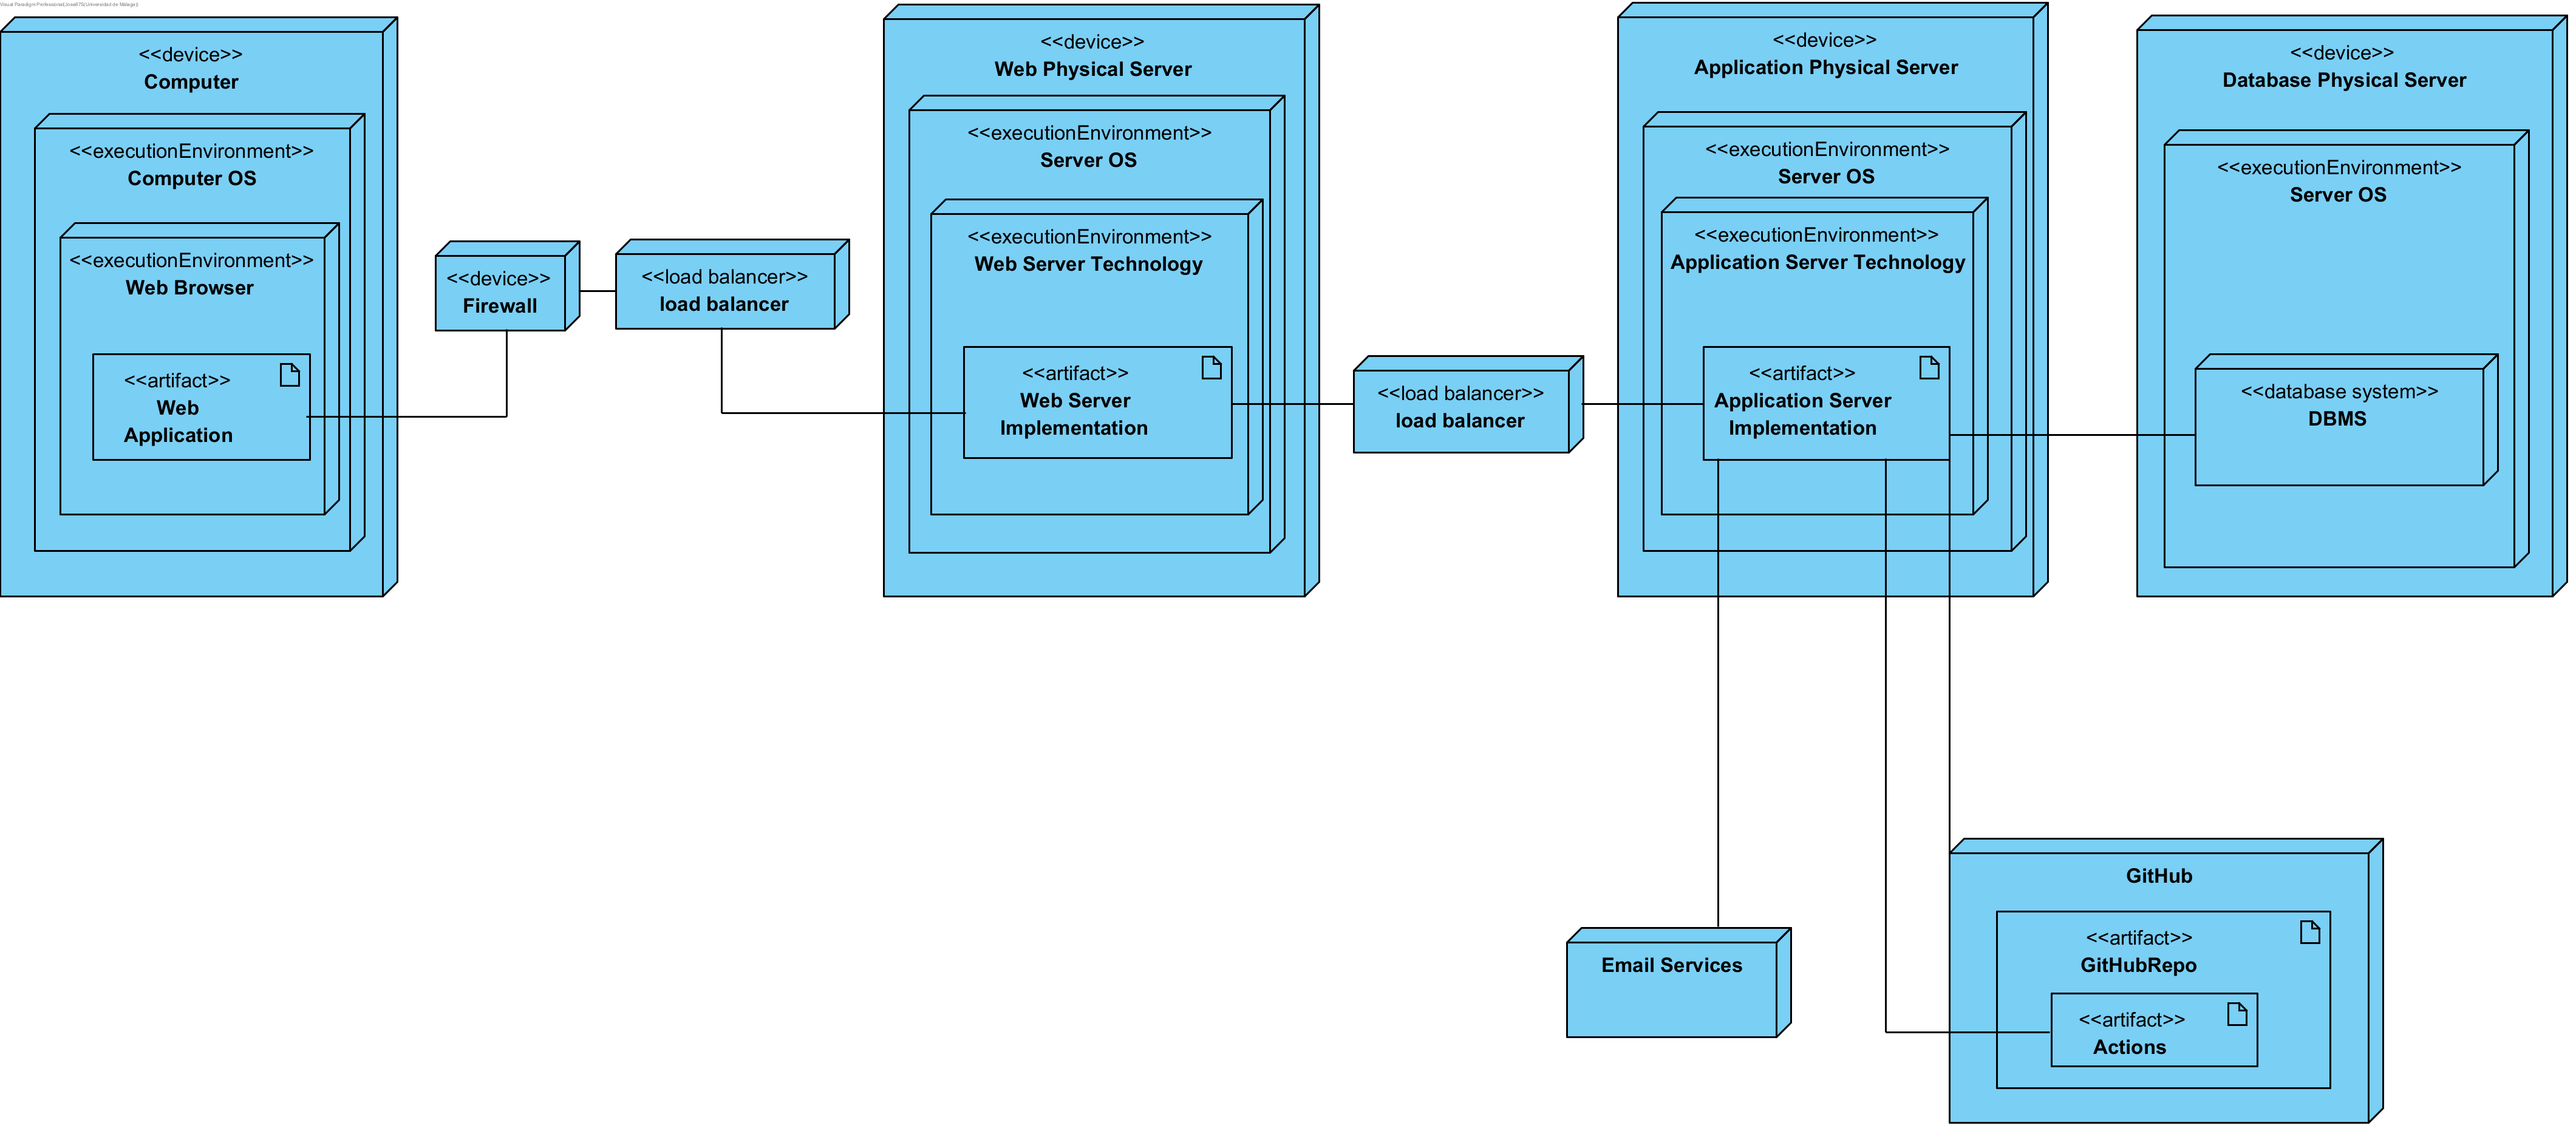 Visual Paradigm Professional(Jose875(Universidad de Malaga))
<<device>>
Computer
<<executionEnvironment>>
Computer OS
<<executionEnvironment>>
Web Browser
<<artifact>>
Web
Application
<<device>>
Firewall
<<load balancer>>
load balancer
<<device>>
Web Physical Server
<<executionEnvironment>>
Server OS
<<executionEnvironment>>
Web Server Technology
<<artifact>>
Web Server
Implementation
<<load balancer>>
load balancer
<<device>>
Application Physical Server
<<executionEnvironment>>
Server OS
<<executionEnvironment>>
Application Server Technology
<<artifact>>
Application Server
Implementation
<<device>>
Database Physical Server
<<executionEnvironment>>
Server OS
<<database system>>
DBMS
Email Services
GitHub
<<artifact>>
GitHubRepo
<<artifact>>
Actions